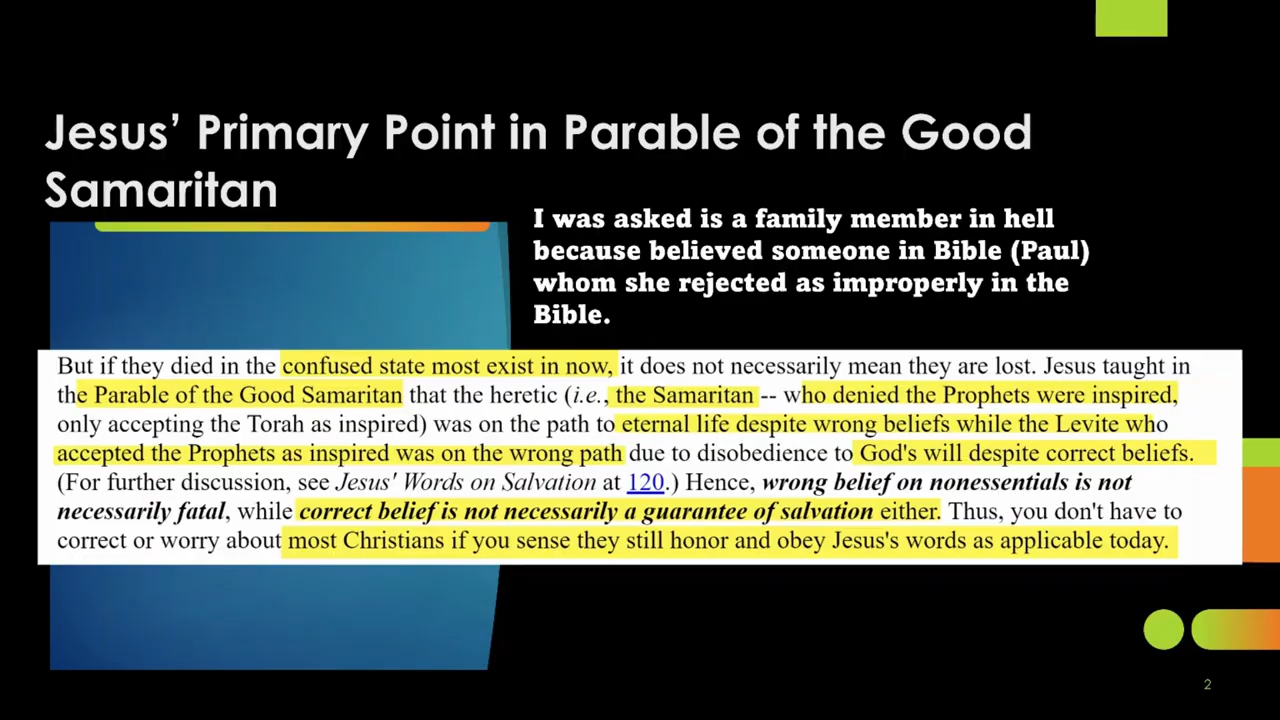 Jesus’ Primary Point in Parable of the Good
Samaritan
I was asked is a family member in hell
because believed someone in Bible (Paul)
whom she rejected as improperly in the
Bible.
But if they died in the confused state most exist in now, it does not necessarily mean they are lost. Jesus taught in
the Parable of the Good Samaritan that the heretic (i.e., the Samaritan -- who denied the Prophets were inspired,
only accepting the Torah as inspired) was on the path to eternal life despite wrong beliefs while the Levite who
accepted the Prophets as inspired was on the wrong path due to disobedience to God's will despite correct beliefs.
(For further discussion, see Jesus' Words on Salvation at 120.) Hence, wrong belief on nonessentials is not
necessarily fatal, while correct belief is not necessarily a guarantee of salvation either. Thus, you don't have to
correct or worry about most Christians if you sense they still honor and obey Jesus's words as applicable today.
2